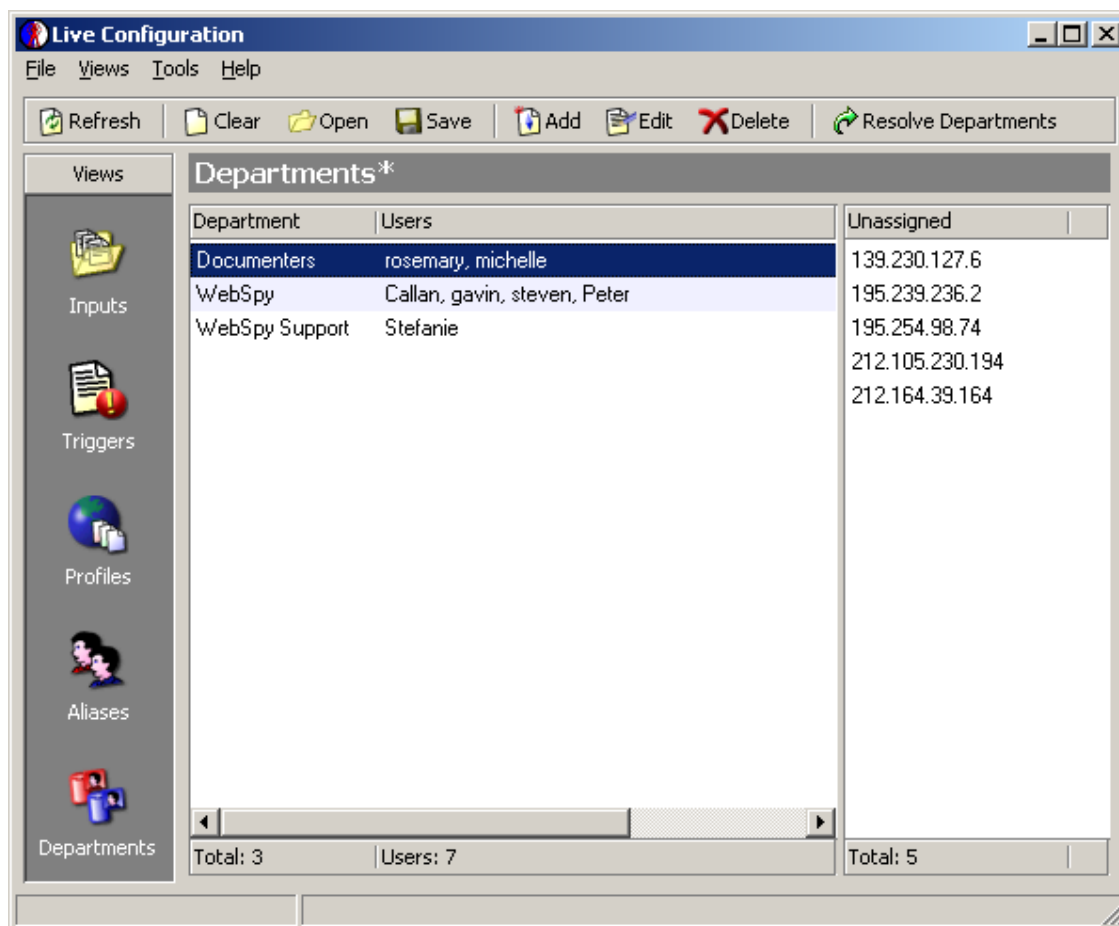 Live Configuration
File Views Tools Help
Refresh Clear Open Save Add Edit Delete Resolve Departments
Views
Departments*
Inputs
Triggers
Profiles
Aliases
Departments
Department Users
Documenters rosemary, michelle
WebSpy Callan, gavin, steven, Peter
WebSpy Support Stefanie
Total: 3 Users: 7
Unassigned
139.230.127.6
195.239.236.2
195.254.98.74
212.105.230.194
212.164.39.164
Total: 5